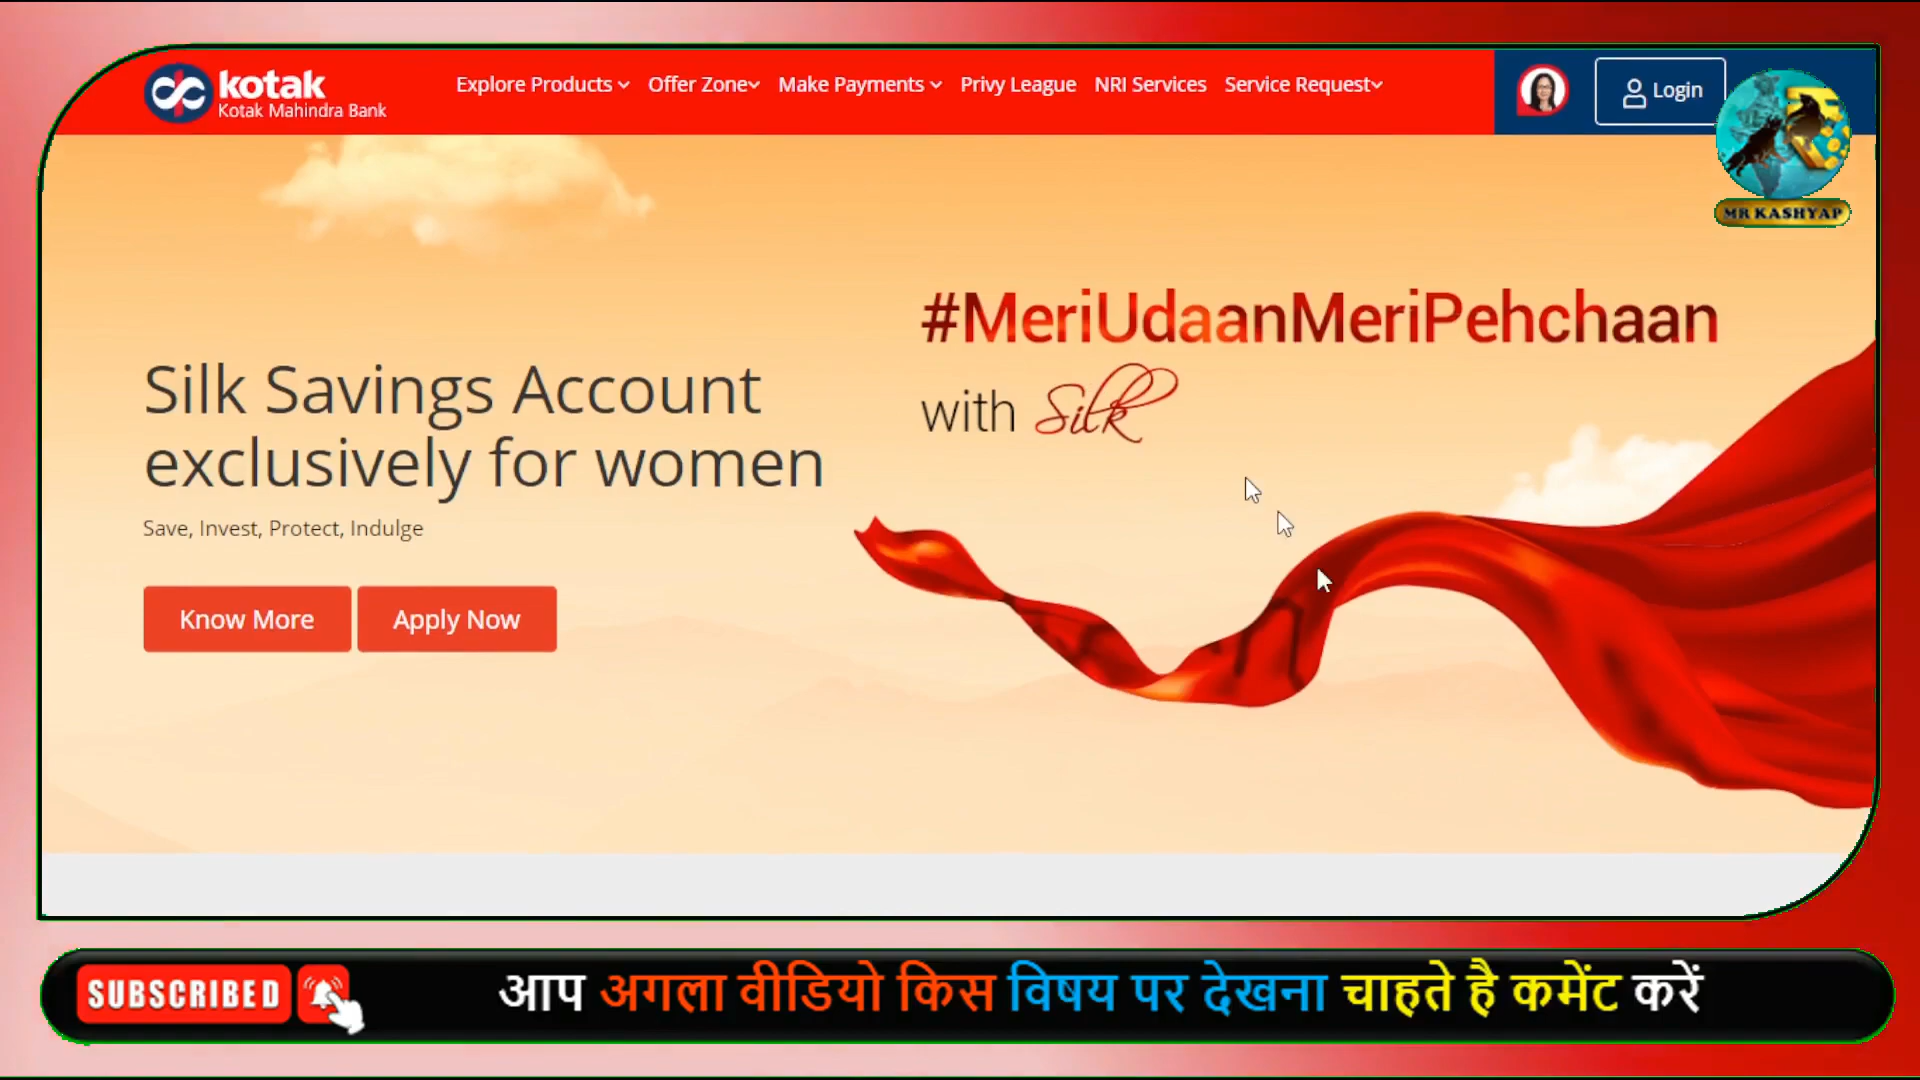 kotak
Kotak Mahindra Bank
Explore Products Offer Zone Make Payments Privy League NRI Services Service Request
Login
MR KASHYAP
#MeriUdaanMeriPehchaan
with Silk
Silk Savings Account
exclusively for women
Save, Invest, Protect, Indulge
Know More Apply Now
SUBSCRIBED
आप अगला वीडियो किस विषय पर देखना चाहते है कमेंट करें